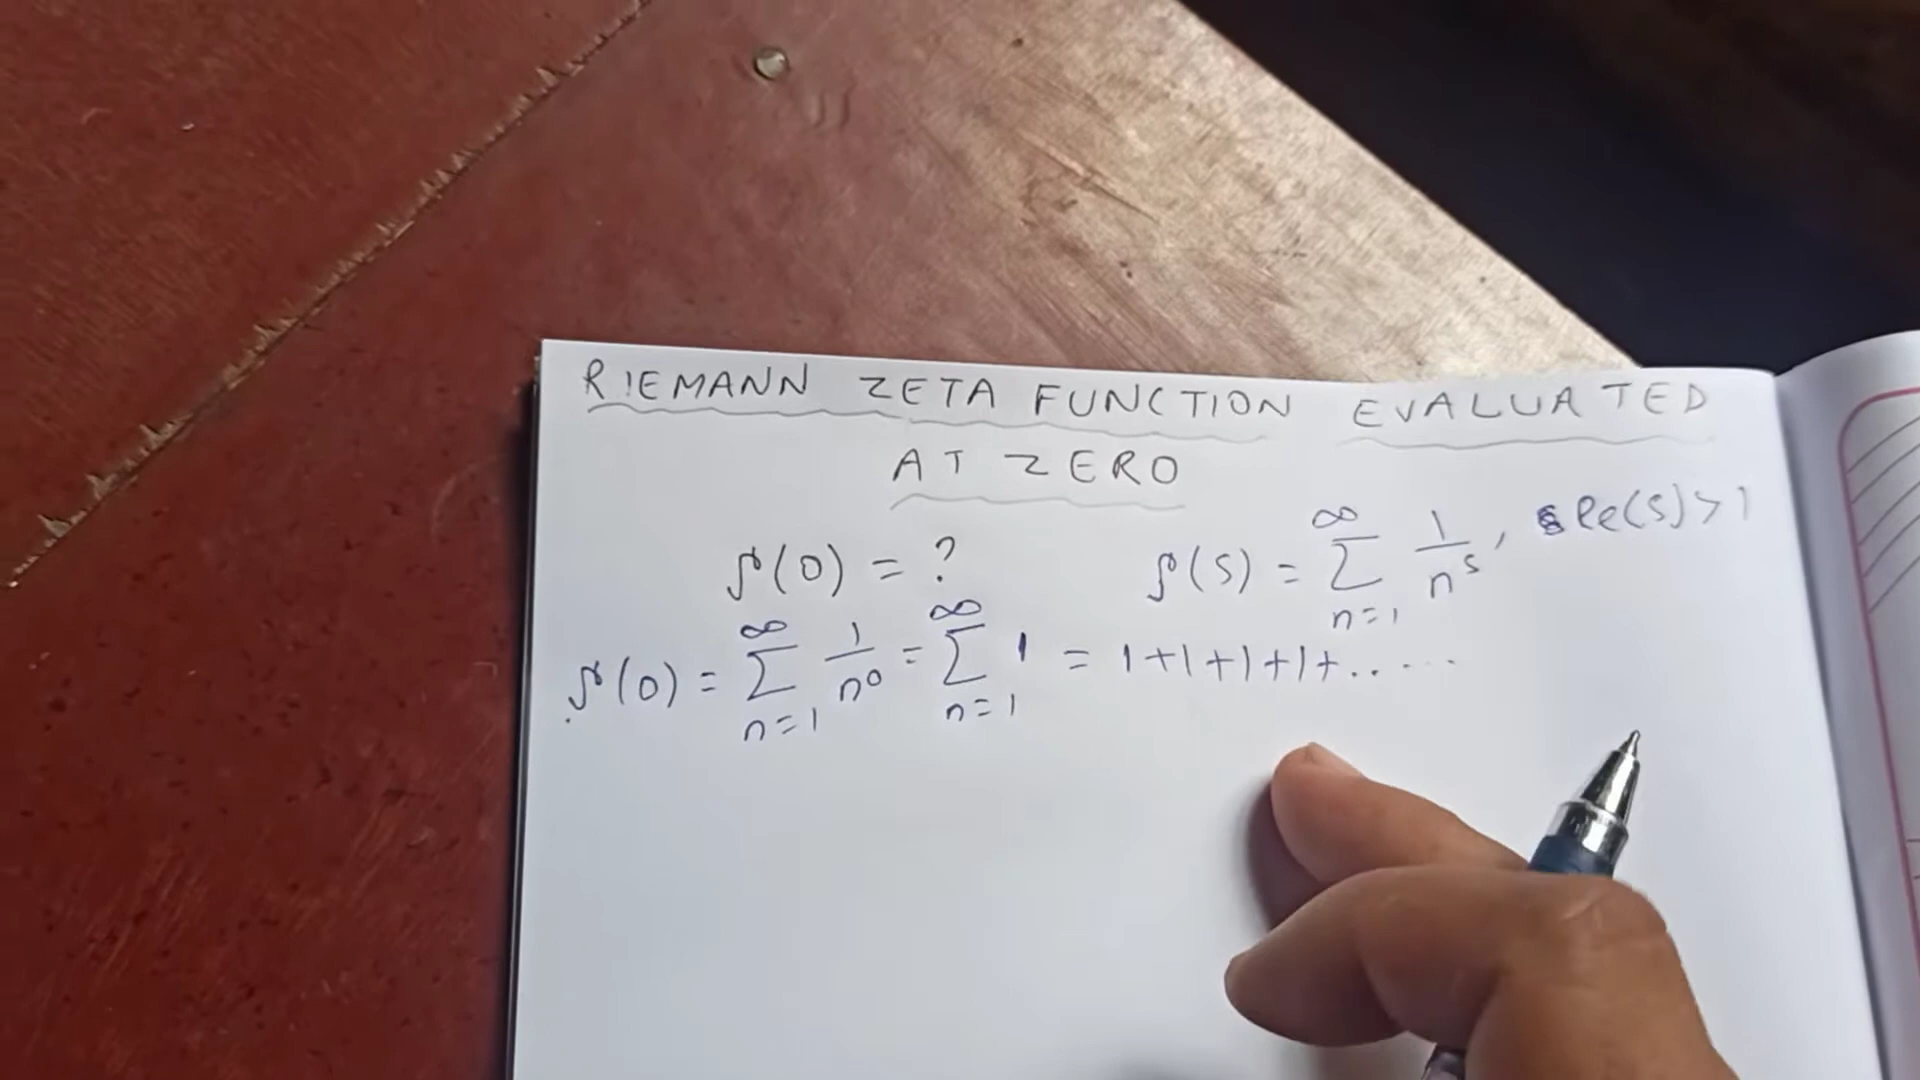 RIEMANN ZETA FUNCTION EVALUATED
AT ZERO
ζ(0) = ?
ζ(s) = ∞ Σ n=1 1/n^s, Re(s) > 1
ζ(0) = ∞ Σ n=1 1/n^0 = ∞ Σ n=1 1 = 1+1+1+1+......